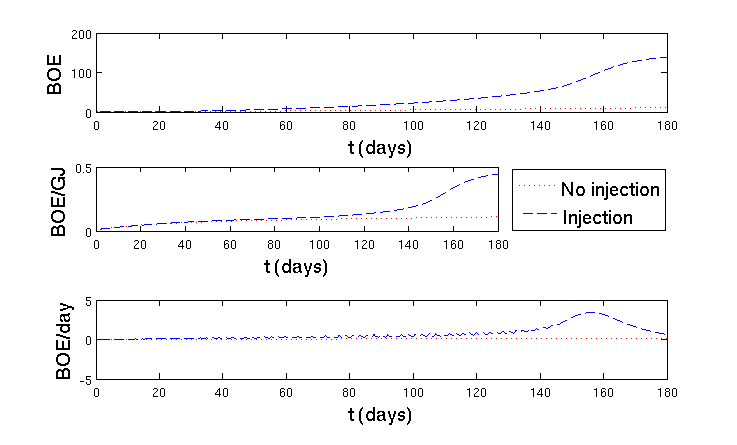 200
100
0
BOE
0 20 40 60 80 100 120 140 160 180
t (days)
0.5
0
BOE/GJ
0 20 40 60 80 100 120 140 160 180
t (days)
No injection
Injection
5
0
-5
BOE/day
0 20 40 60 80 100 120 140 160 180
t (days)